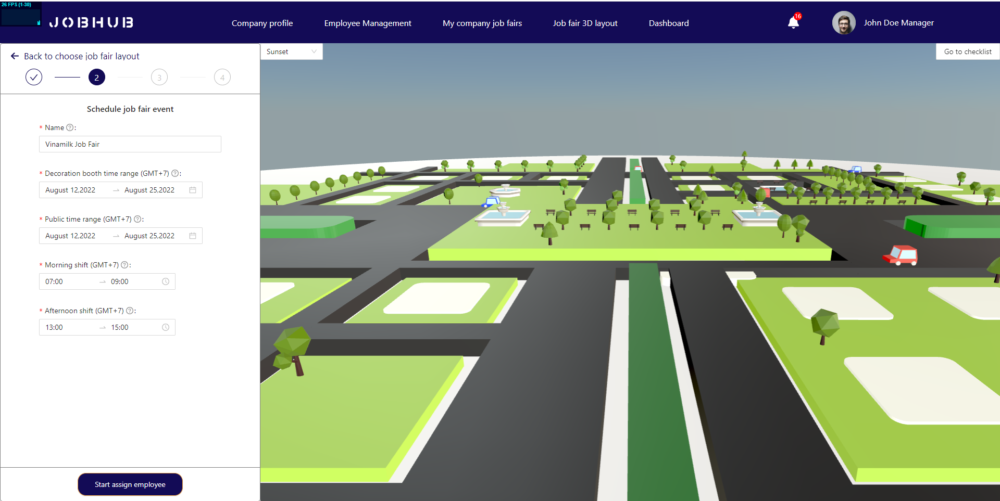 26 FPS (1-30)
JOBHUB
Company profile
Employee Management
My company job fairs
Job fair 3D layout
Dashboard
16
John Doe Manager
Back to choose job fair layout
2
3
4
Sunset
Go to checklist
Schedule job fair event
* Name ?:
Vinamilk Job Fair
* Decoration booth time range (GMT+7) ?:
August 12,2022 → August 25,2022
* Public time range (GMT+7) ?:
August 12,2022 → August 25,2022
* Morning shift (GMT+7) ?:
07:00 → 09:00
* Afternoon shift (GMT+7) ?:
13:00 → 15:00
Start assign employee